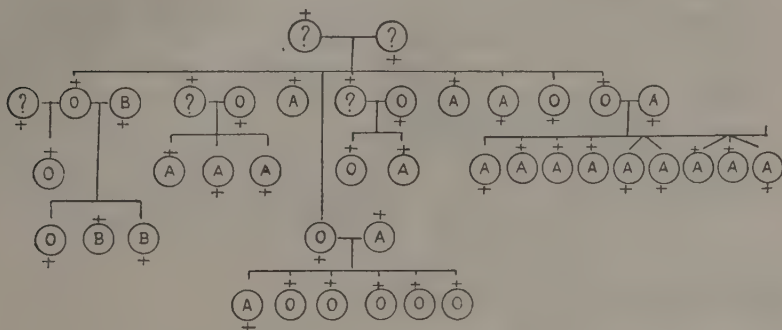 ? ?
? O B ? O A ? O A A O O A
O A A A O A A A A A A A A A A
O B B O A
A O O O O O